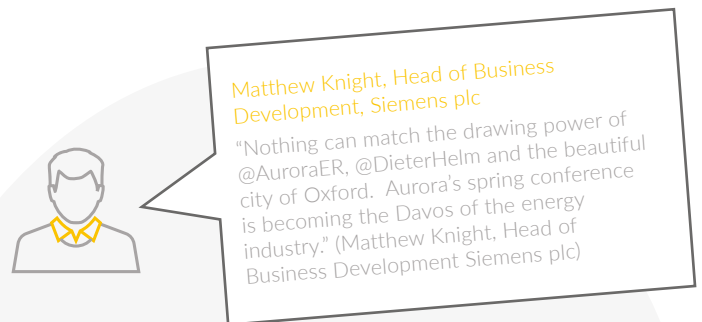 Matthew Knight, Head of Business
Development, Siemens plc
“Nothing can match the drawing power of
@AuroraER, @DieterHelm and the beautiful
city of Oxford.  Aurora’s spring conference
is becoming the Davos of the energy
industry.” (Matthew Knight, Head of
Business Development Siemens plc)